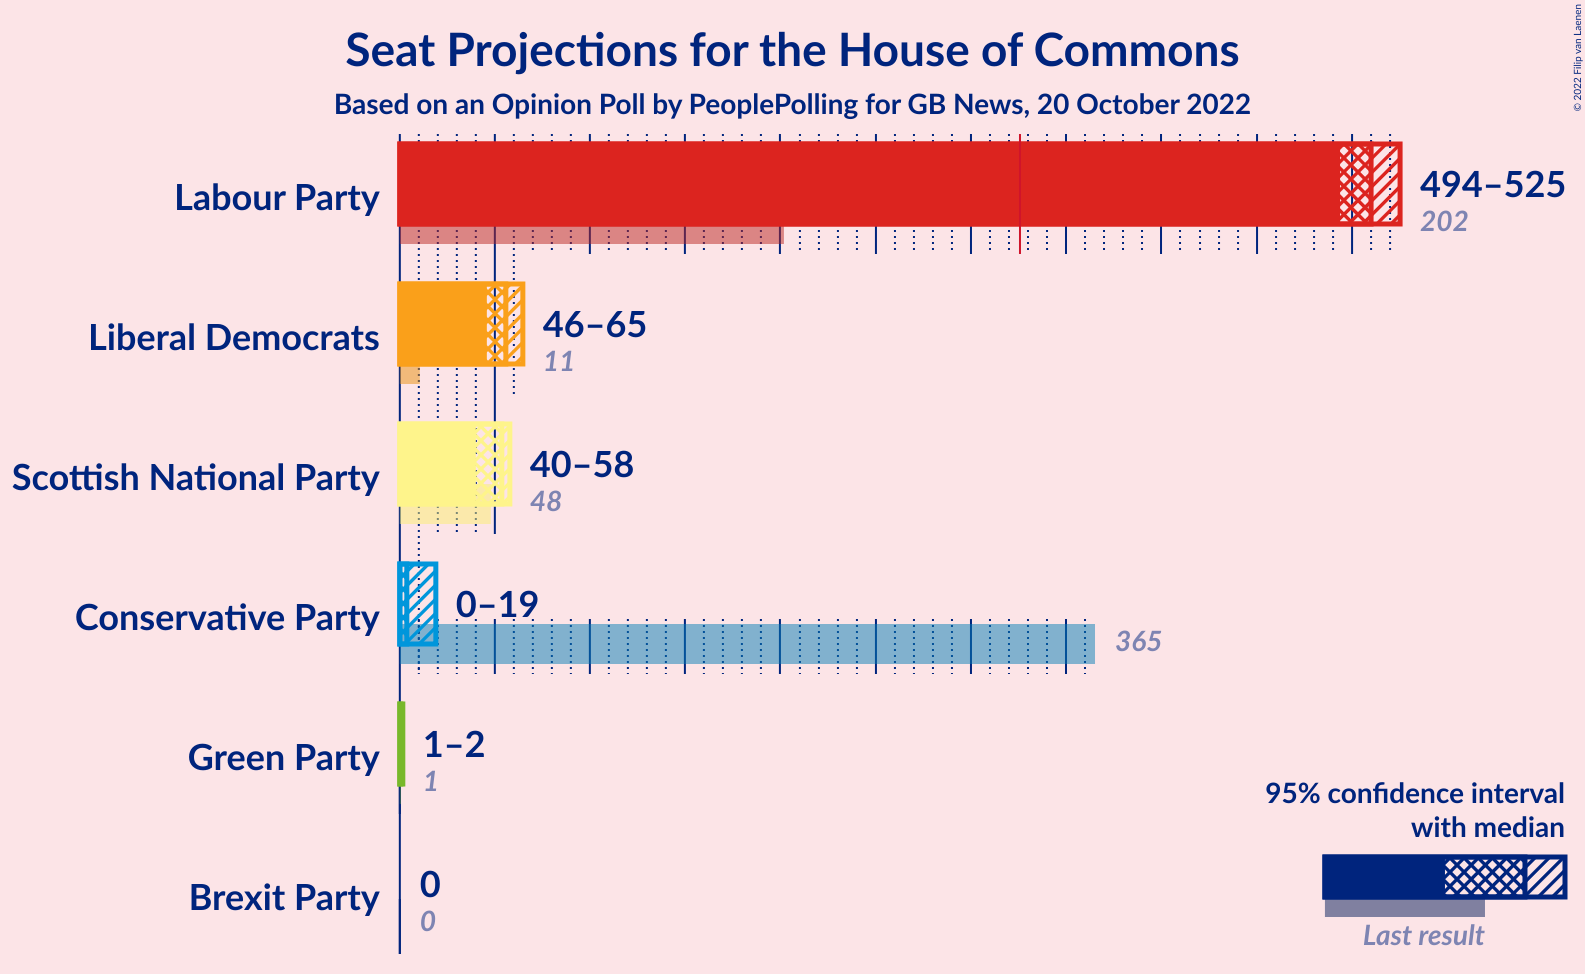 Seat Projections for the House of Commons
Based on an Opinion Poll by PeoplePolling for GB News, 20 October 2022
© 2022 Filip van Laenen
Labour Party
494–525
202
Liberal Democrats
46–65
11
Scottish National Party
40–58
48
Conservative Party
0–19
365
Green Party
1–2
1
Brexit Party
0
0
95% confidence interval
with median
Last result